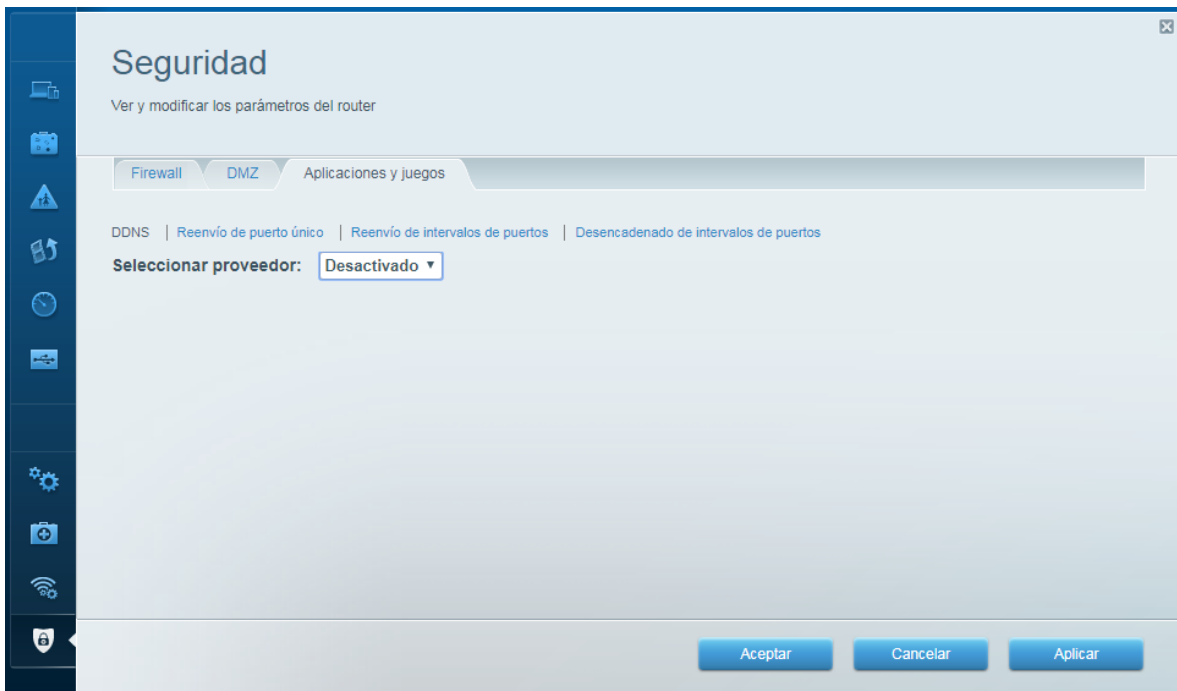 Seguridad
Ver y modificar los parámetros del router
Firewall DMZ Aplicaciones y juegos
DDNS | Reenvío de puerto único | Reenvío de intervalos de puertos | Desencadenado de intervalos de puertos
Seleccionar proveedor: Desactivado
Aceptar Cancelar Aplicar